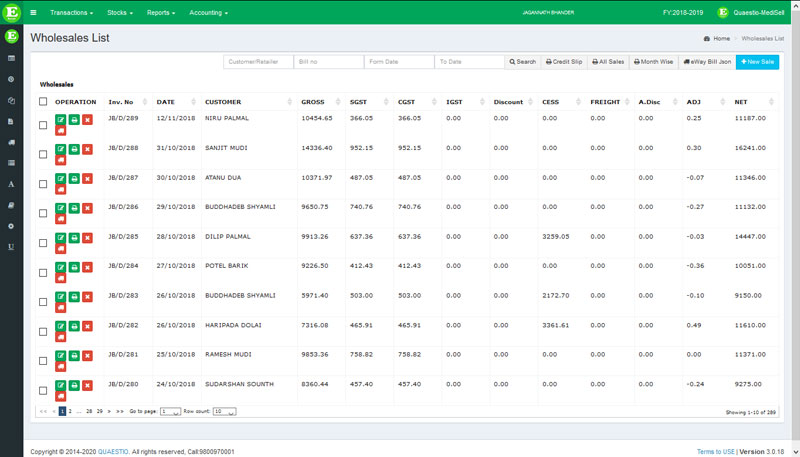 E Transactions Stocks Reports Accounting JAGANNATH BHANDER FY:2018-2019 E Quaestio-MediSell
E Wholesales List Home > Wholesales List
Customer/Retailer Bill no Form Date To Date Search Credit Slip All Sales Month Wise eWay Bill Json + New Sale
Wholesales
OPERATION Inv. No DATE CUSTOMER GROSS SGST CGST IGST Discount CESS FREIGHT A.Disc ADJ NET
JB/D/289 12/11/2018 NIRU PALMAL 10454.65 366.05 366.05 0.00 0.00 0.00 0.00 0.00 0.25 11187.00
JB/D/288 31/10/2018 SANJIT MUDI 14336.40 952.15 952.15 0.00 0.00 0.00 0.00 0.00 0.30 16241.00
JB/D/287 30/10/2018 ATANU DUA 10371.97 487.05 487.05 0.00 0.00 0.00 0.00 0.00 -0.07 11346.00
JB/D/286 29/10/2018 BUDDHADEB SHYAMLI 9650.75 740.76 740.76 0.00 0.00 0.00 0.00 0.00 -0.27 11132.00
JB/D/285 28/10/2018 DILIP PALMAL 9913.26 637.36 637.36 0.00 0.00 3259.05 0.00 0.00 -0.03 14447.00
JB/D/284 27/10/2018 POTEL BARIK 9226.50 412.43 412.43 0.00 0.00 0.00 0.00 0.00 -0.36 10051.00
JB/D/283 26/10/2018 BUDDHADEB SHYAMLI 5971.40 503.00 503.00 0.00 0.00 2172.70 0.00 0.00 -0.10 9150.00
JB/D/282 26/10/2018 HARIPADA DOLAI 7316.08 465.91 465.91 0.00 0.00 3361.61 0.00 0.00 0.49 11610.00
JB/D/281 25/10/2018 RAMESH MUDI 9853.36 758.82 758.82 0.00 0.00 0.00 0.00 0.00 0.00 11371.00
JB/D/280 24/10/2018 SUDARSHAN SOUNTH 8360.44 457.40 457.40 0.00 0.00 0.00 0.00 0.00 -0.24 9275.00
<< < 1 2 ... 28 29 > >> Go to page: 1 Row count: 10 Showing 1-10 of 289
Copyright © 2014-2020 QUAESTIO. All rights reserved, Call:9800970001 Terms to USE | Version 3.0.18